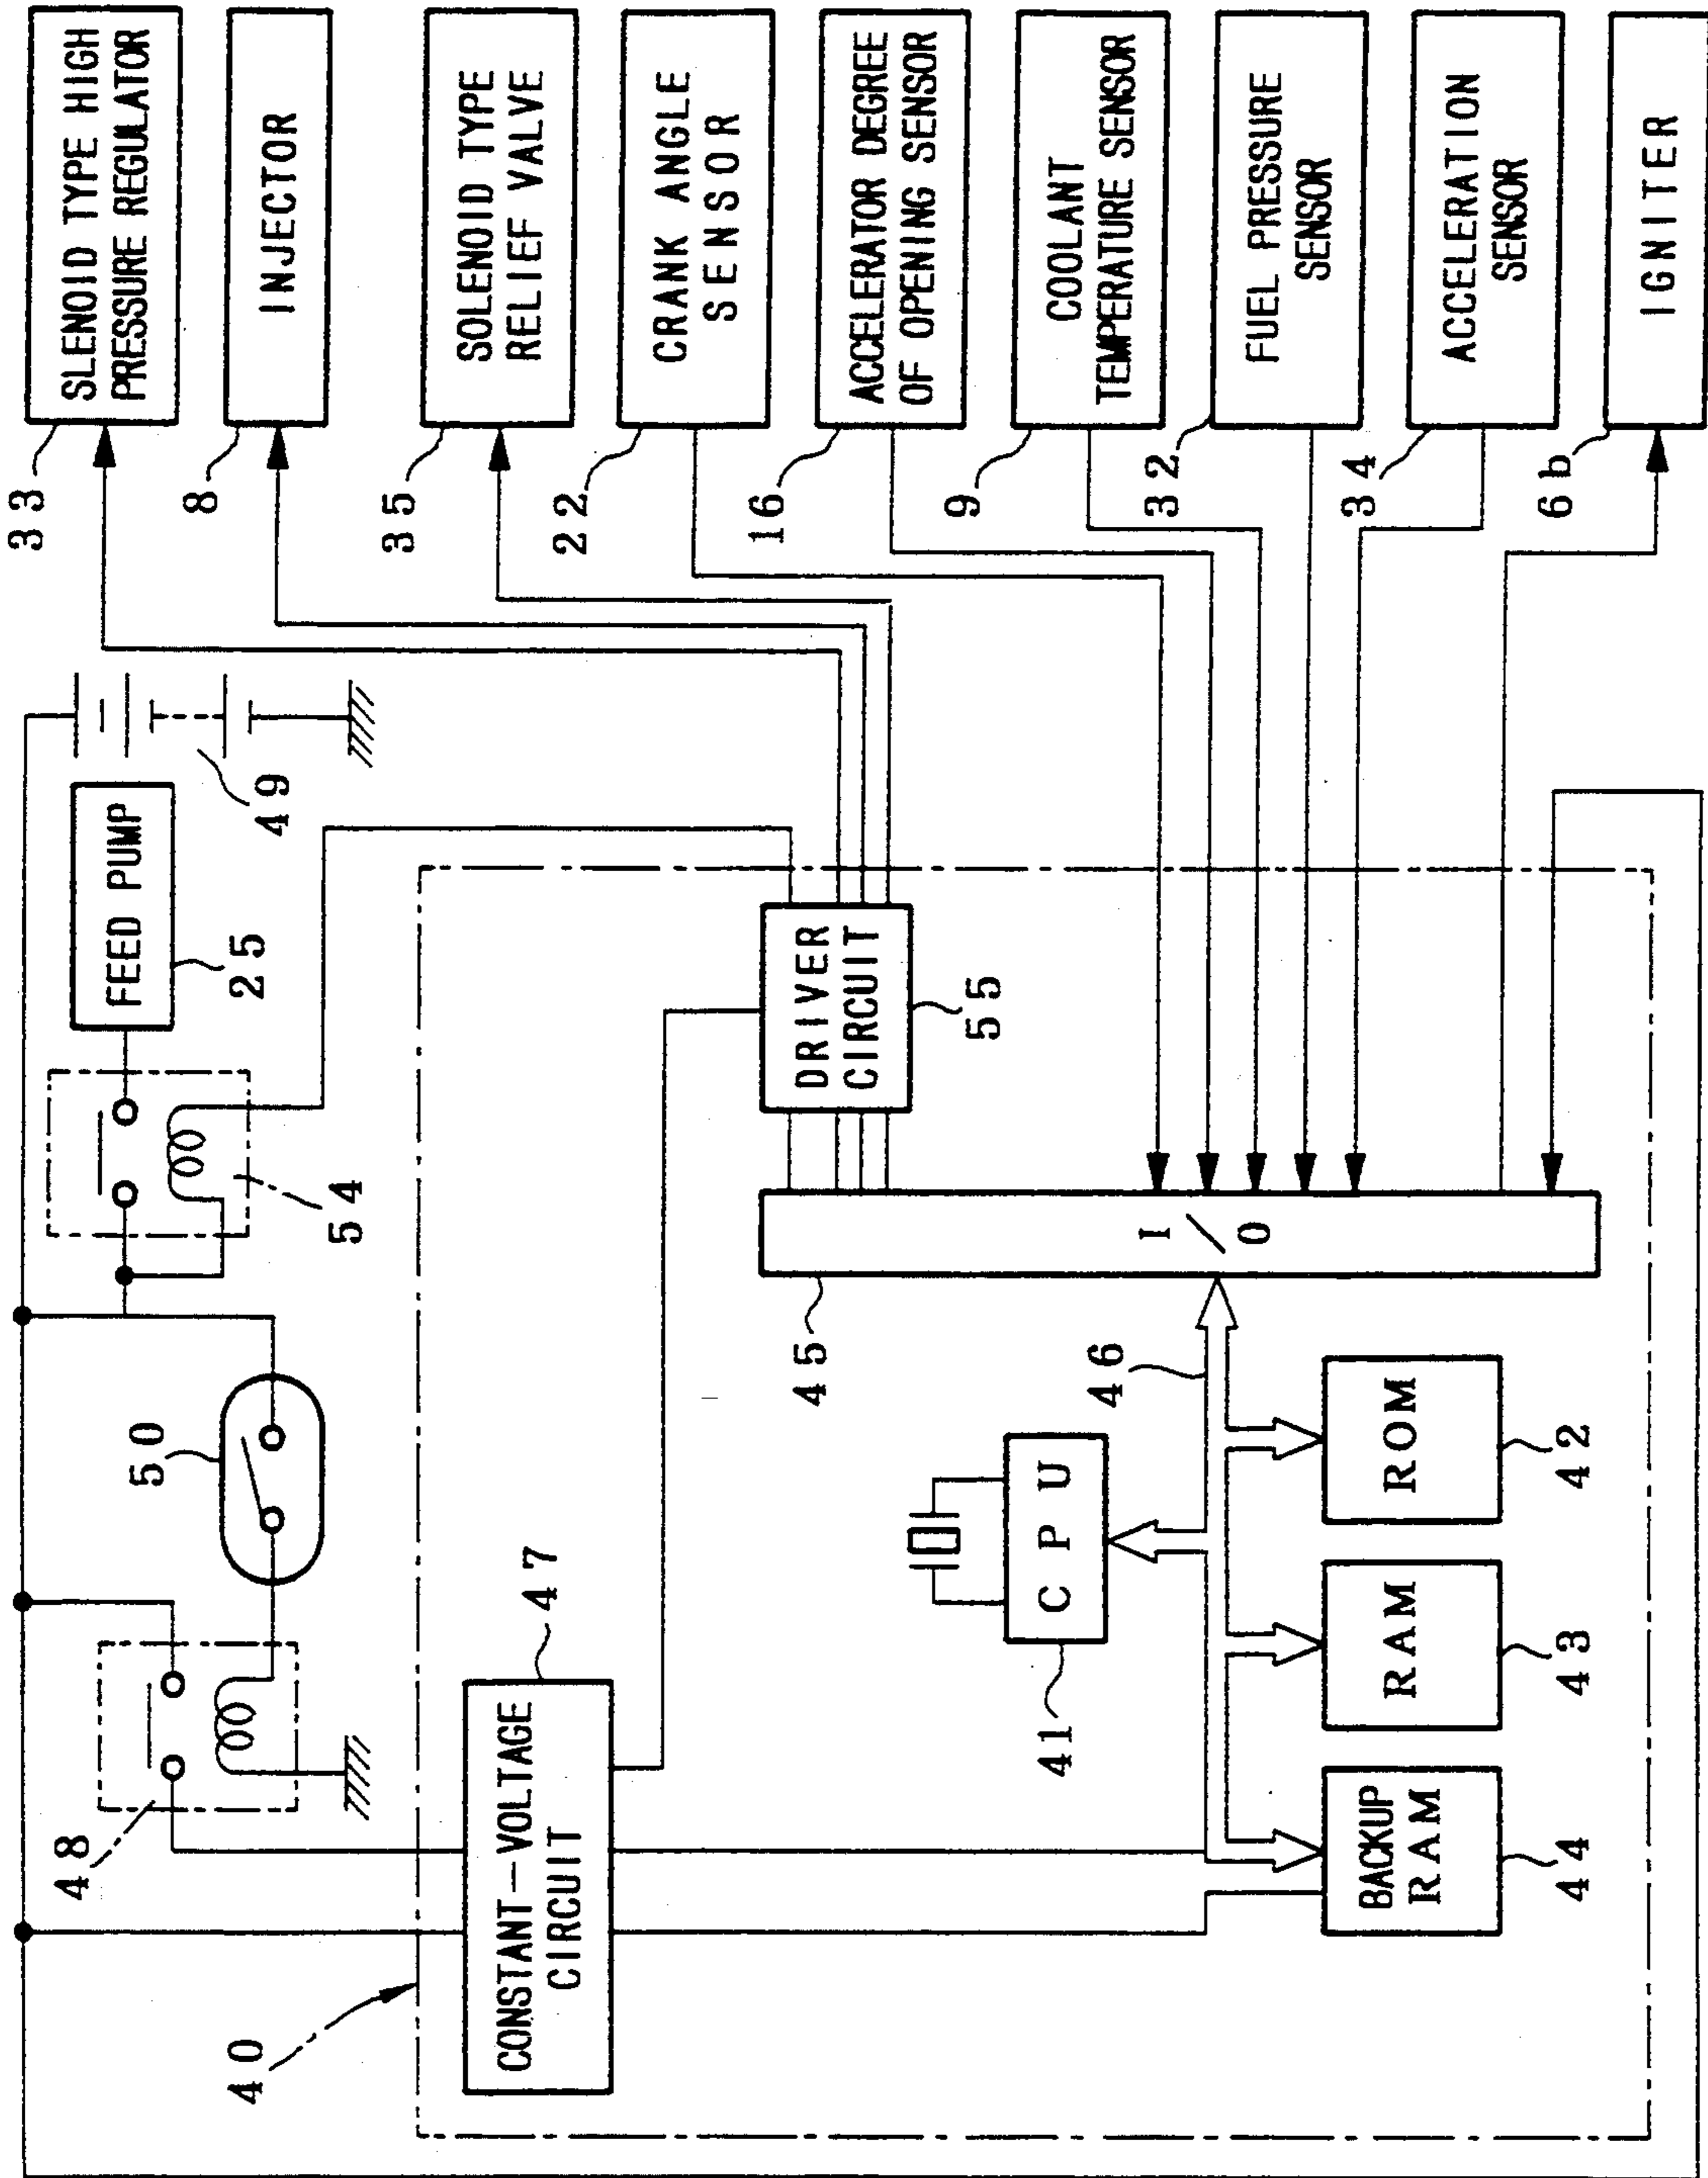 SLENOID TYPE HIGH
PRESSURE REGULATOR
33
INJECTOR
8
SOLENOID TYPE
RELIEF VALVE
35
CRANK ANGLE
SENSOR
22
ACCELERATOR DEGREE
OF OPENING SENSOR
16
COOLANT
TEMPERATURE SENSOR
9
FUEL PRESSURE
SENSOR
32
ACCELERATION
SENSOR
34
IGNITER
6b
49
FEED PUMP
25
54
50
48
40
CONSTANT-VOLTAGE
CIRCUIT
47
DRIVER
CIRCUIT
55
I/O
45
46
CPU
41
ROM
42
RAM
43
BACKUP
RAM
44